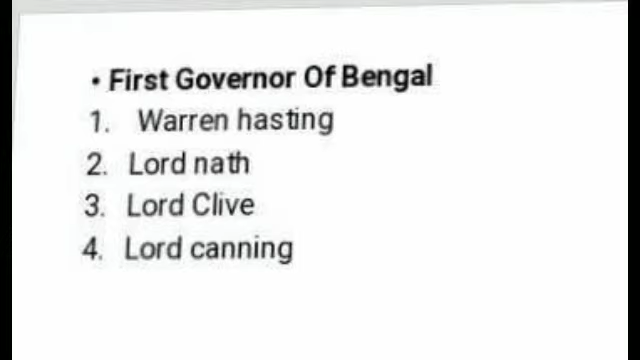 • First Governor Of Bengal
1. Warren hasting
2. Lord nath
3. Lord Clive
4. Lord canning